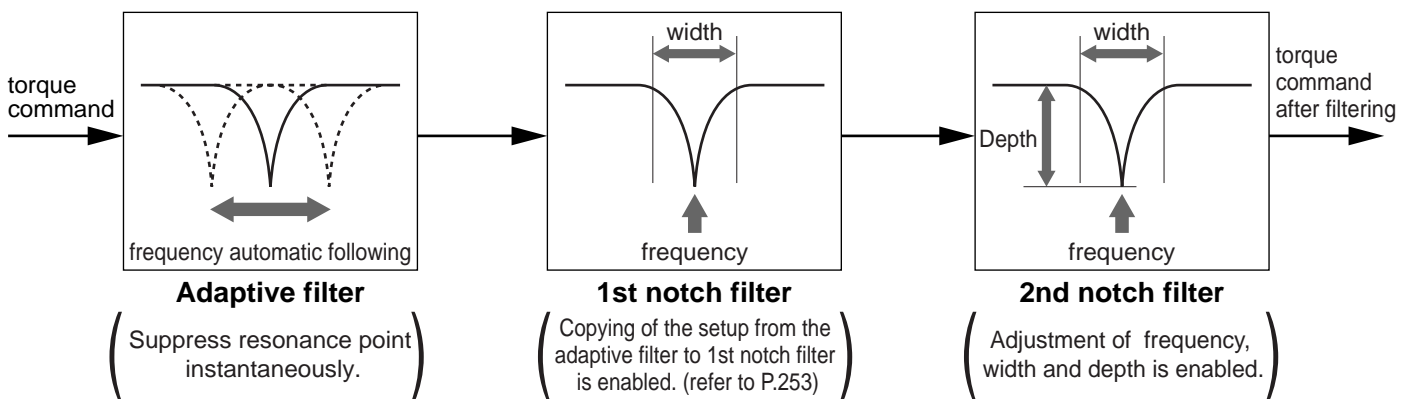 torque
command
frequency automatic following
Adaptive filter
Suppress resonance point
instantaneously.
width
frequency
1st notch filter
Copying of the setup from the
adaptive filter to 1st notch filter
is enabled. (refer to P.253)
width
Depth
frequency
2nd notch filter
Adjustment of frequency,
width and depth is enabled.
torque
command
after filtering